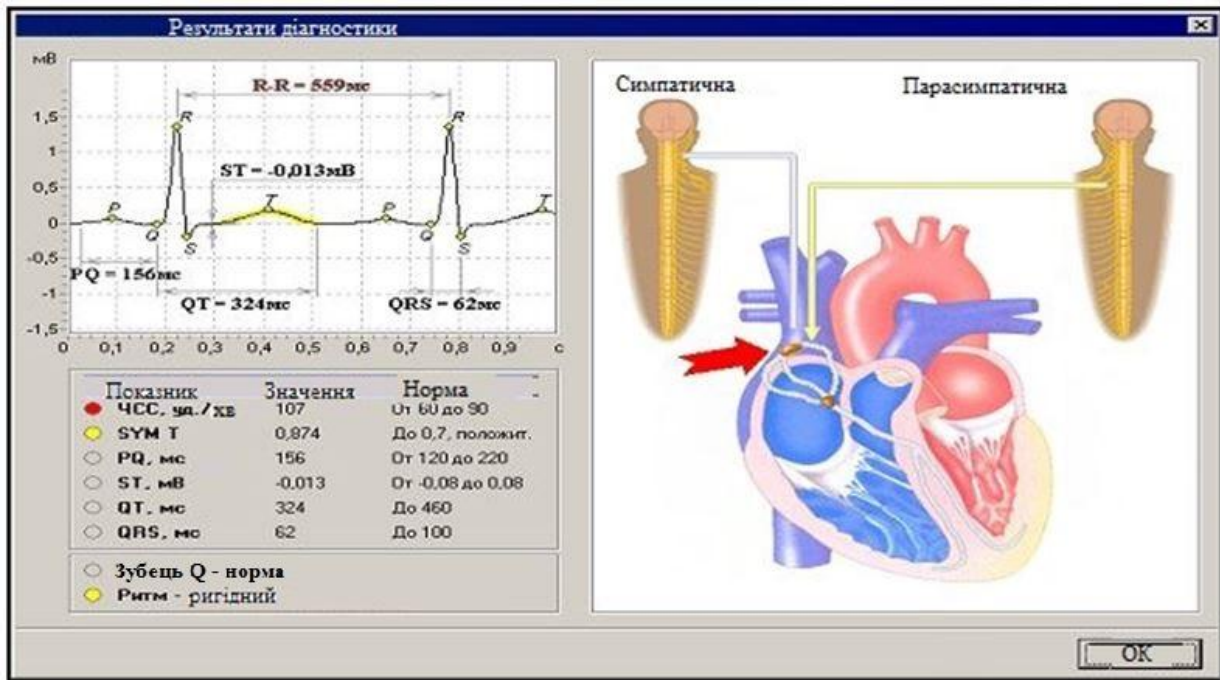 Результати діагностики
мВ
R-R = 559мс
R R
1,5
1
ST = -0,013мВ
0,5
P T P T
0
Q S Q S
-0,5
PQ = 156мс
-1
QT = 324мс QRS = 62мс
-1,5
0 0,1 0,2 0,3 0,4 0,5 0,6 0,7 0,8 0,9 с
Показник Значення Норма
ЧСС, уд./хв 107 От 60 до 90
SYM T 0,874 До 0,7, положит.
PQ, мс 156 От 120 до 220
ST, мВ -0,013 От -0,08 до 0,08
QT, мс 324 До 460
QRS, мс 62 До 100
Зубець Q - норма
Ритм - ригідний
Симпатична Парасимпатична
OK